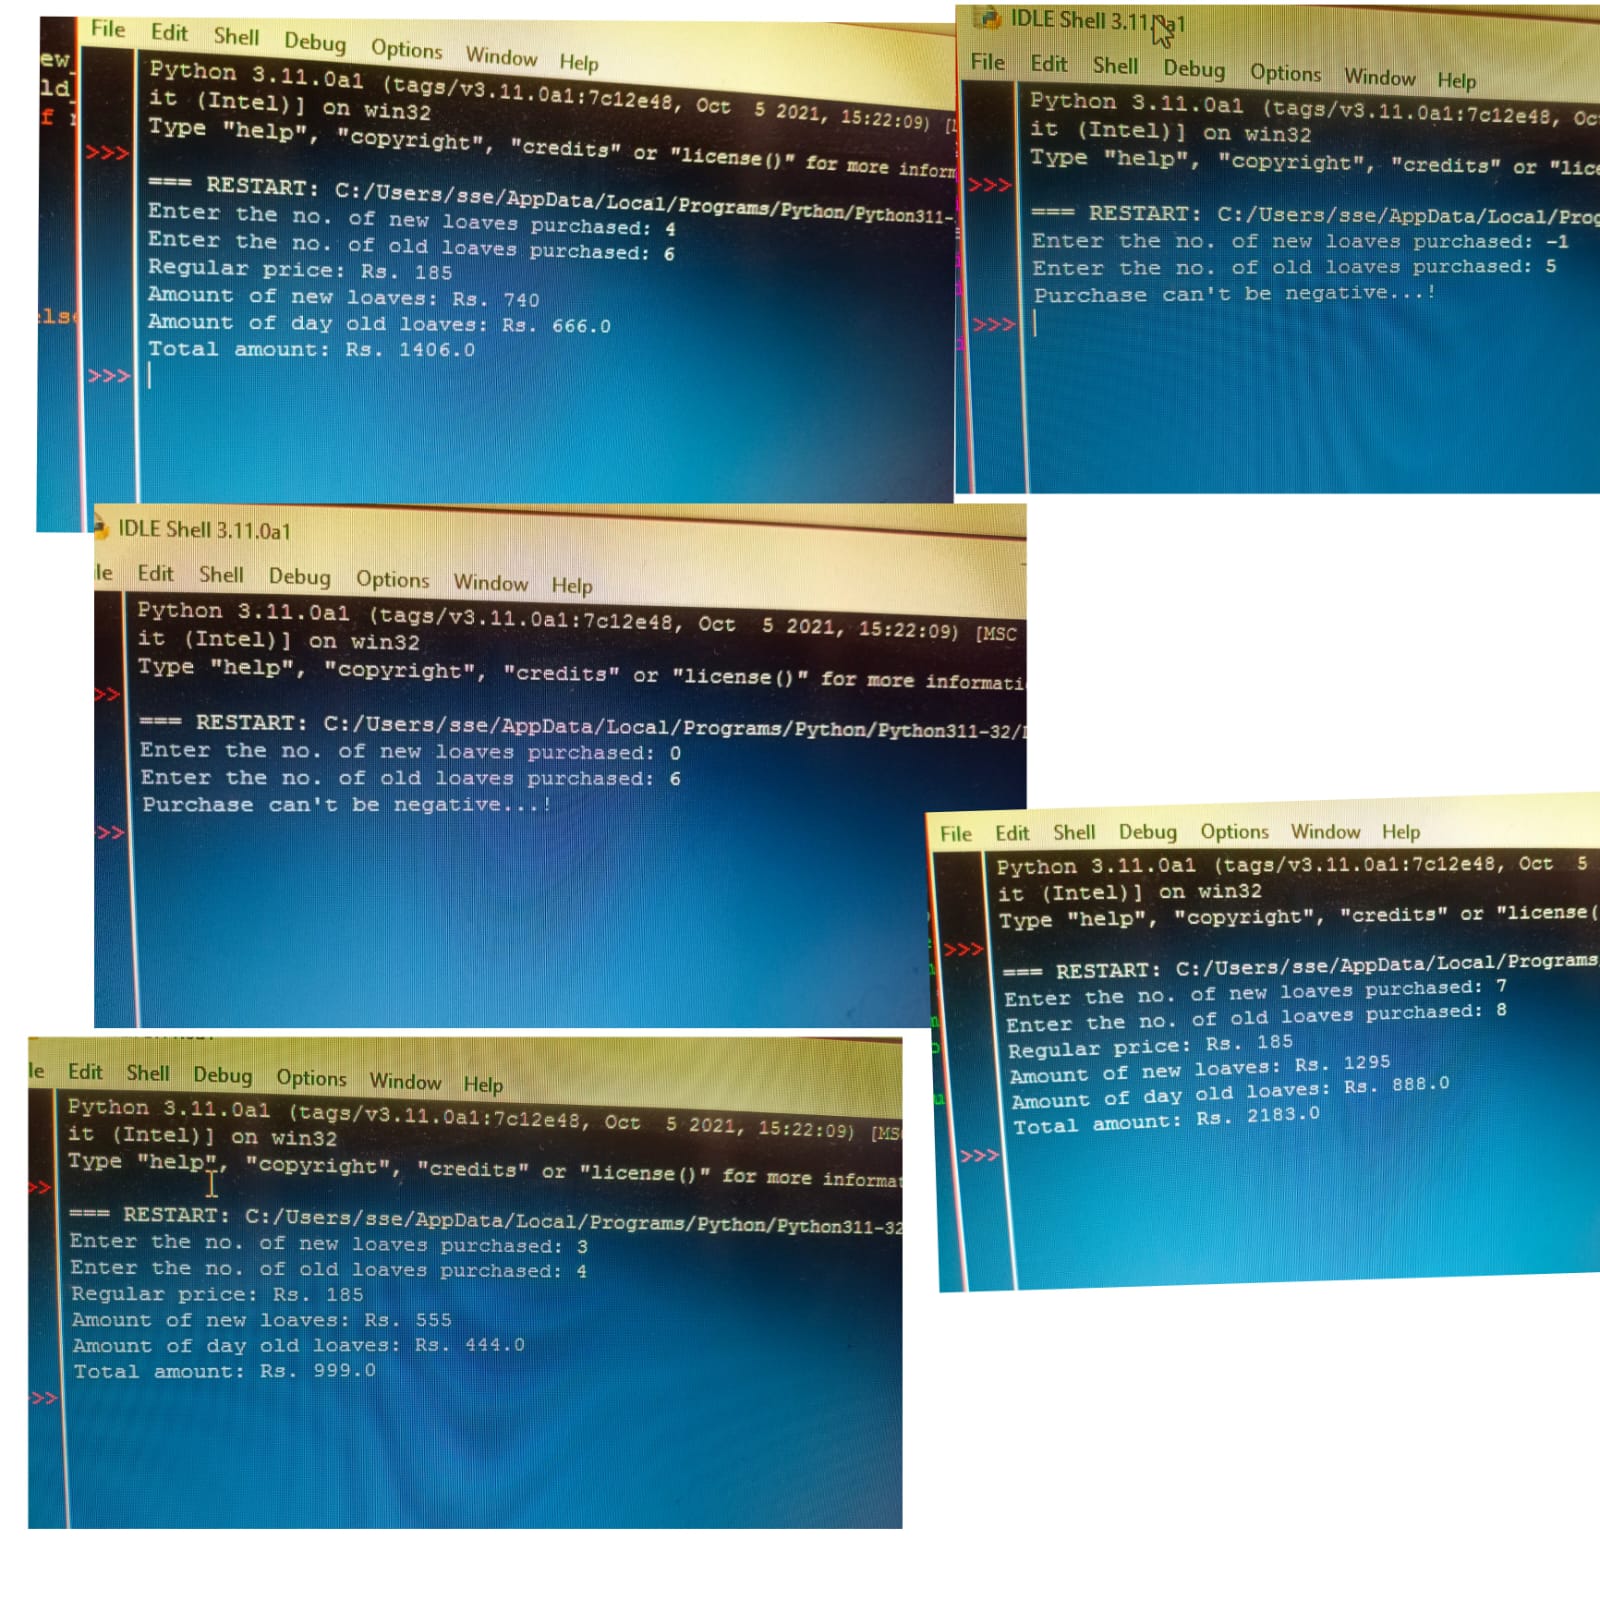 ew_
ld_
f
lse
File Edit Shell Debug Options Window Help
Python 3.11.0a1 (tags/v3.11.0a1:7c12e48, Oct  5 2021, 15:22:09) [
it (Intel)] on win32
Type "help", "copyright", "credits" or "license()" for more inform
>>>
=== RESTART: C:/Users/sse/AppData/Local/Programs/Python/Python311-
Enter the no. of new loaves purchased: 4
Enter the no. of old loaves purchased: 6
Regular price: Rs. 185
Amount of new loaves: Rs. 740
Amount of day old loaves: Rs. 666.0
Total amount: Rs. 1406.0
>>>
IDLE Shell 3.11.0a1
File Edit Shell Debug Options Window Help
Python 3.11.0a1 (tags/v3.11.0a1:7c12e48, Oc
it (Intel)] on win32
Type "help", "copyright", "credits" or "lice
>>>
=== RESTART: C:/Users/sse/AppData/Local/Prog
Enter the no. of new loaves purchased: -1
Enter the no. of old loaves purchased: 5
Purchase can't be negative...!
>>>
IDLE Shell 3.11.0a1
le Edit Shell Debug Options Window Help
Python 3.11.0a1 (tags/v3.11.0a1:7c12e48, Oct  5 2021, 15:22:09) [MSC
it (Intel)] on win32
Type "help", "copyright", "credits" or "license()" for more informati
>>
=== RESTART: C:/Users/sse/AppData/Local/Programs/Python/Python311-32/
Enter the no. of new loaves purchased: 0
Enter the no. of old loaves purchased: 6
Purchase can't be negative...!
>>
File Edit Shell Debug Options Window Help
Python 3.11.0a1 (tags/v3.11.0a1:7c12e48, Oct  5
it (Intel)] on win32
Type "help", "copyright", "credits" or "license(
>>>
=== RESTART: C:/Users/sse/AppData/Local/Programs
Enter the no. of new loaves purchased: 7
Enter the no. of old loaves purchased: 8
Regular price: Rs. 185
Amount of new loaves: Rs. 1295
Amount of day old loaves: Rs. 888.0
Total amount: Rs. 2183.0
>>>
le Edit Shell Debug Options Window Help
Python 3.11.0a1 (tags/v3.11.0a1:7c12e48, Oct  5 2021, 15:22:09) [MS
it (Intel)] on win32
Type "help", "copyright", "credits" or "license()" for more informat
>>
=== RESTART: C:/Users/sse/AppData/Local/Programs/Python/Python311-32
Enter the no. of new loaves purchased: 3
Enter the no. of old loaves purchased: 4
Regular price: Rs. 185
Amount of new loaves: Rs. 555
Amount of day old loaves: Rs. 444.0
Total amount: Rs. 999.0
>>